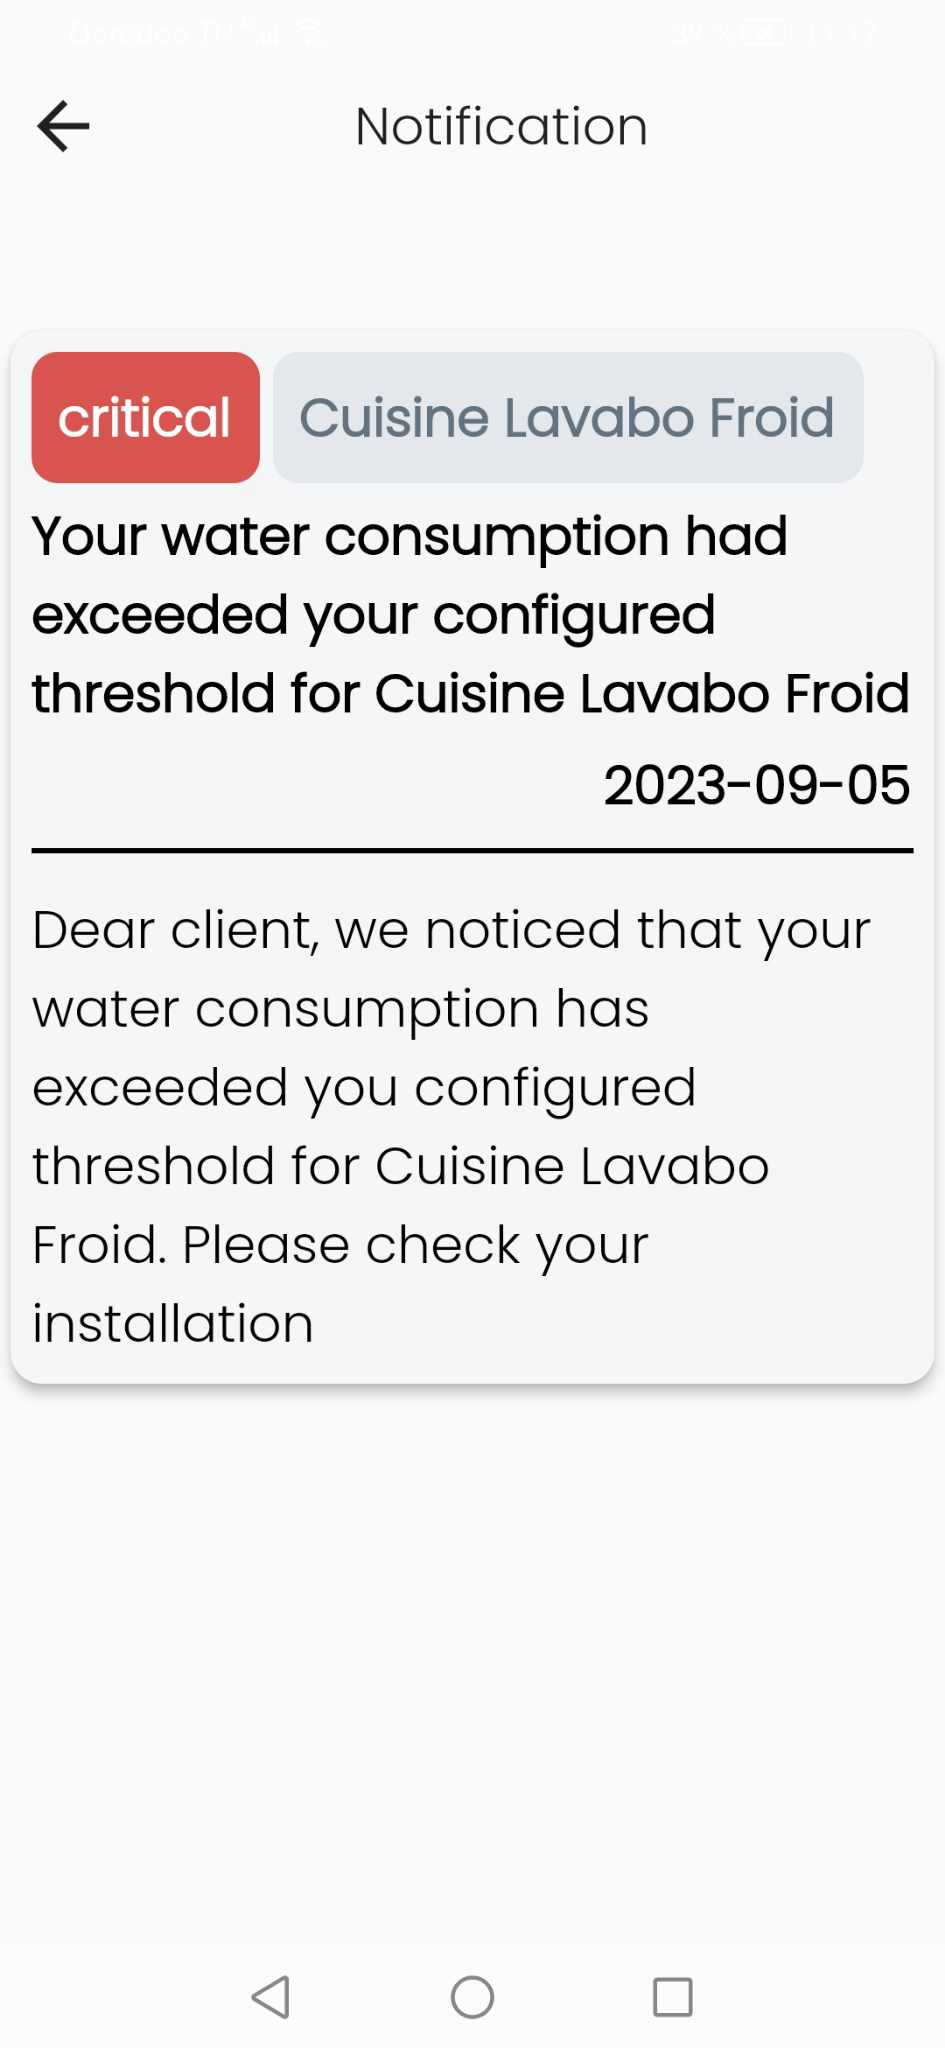 Ooredoo TN
Notification
critical
Cuisine Lavabo Froid
Your water consumption had
exceeded your configured
threshold for Cuisine Lavabo Froid
2023-09-05
Dear client, we noticed that your
water consumption has
exceeded you configured
threshold for Cuisine Lavabo
Froid. Please check your
installation